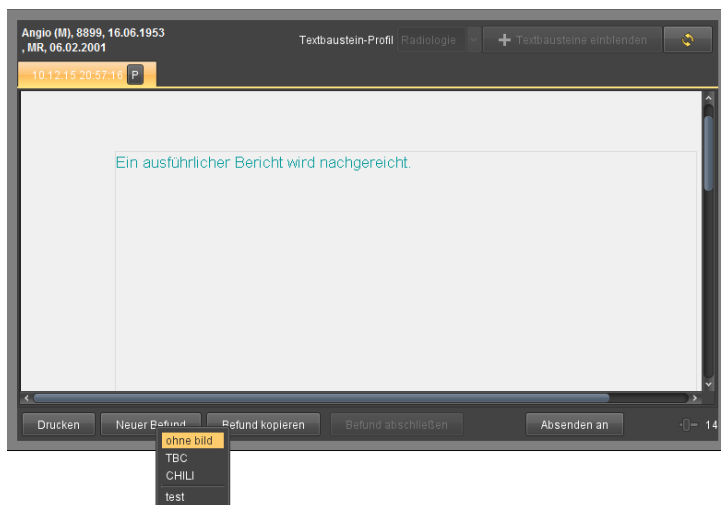 Angio (M), 8899, 16.06.1953
, MR, 06.02.2001
Textbaustein-Profil Radiologie
Textbausteine einblenden
10.12.15 20:57:16 P
Ein ausführlicher Bericht wird nachgereicht.
Drucken Neuer Befund Befund kopieren Befund abschließen Absenden an 14
ohne bild
TBC
CHILI
test